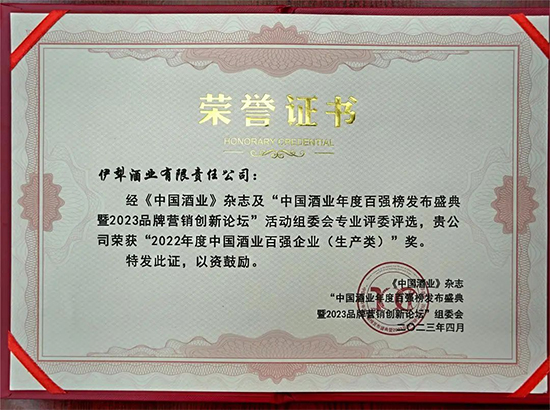 荣誉证书
HONORARY CREDENTIAL
伊犁酒业有限责任公司：
经《中国酒业》杂志及“中国酒业年度百强榜发布盛典
暨2023品牌营销创新论坛”活动组委会专业评委评选，贵公
司荣获“2022年度中国酒业百强企业（生产类）”奖。
特发此证，以资鼓励。
《中国酒业》杂志
“中国酒业年度百强榜发布盛典
暨2023品牌营销创新论坛”组委会
二〇二三年四月